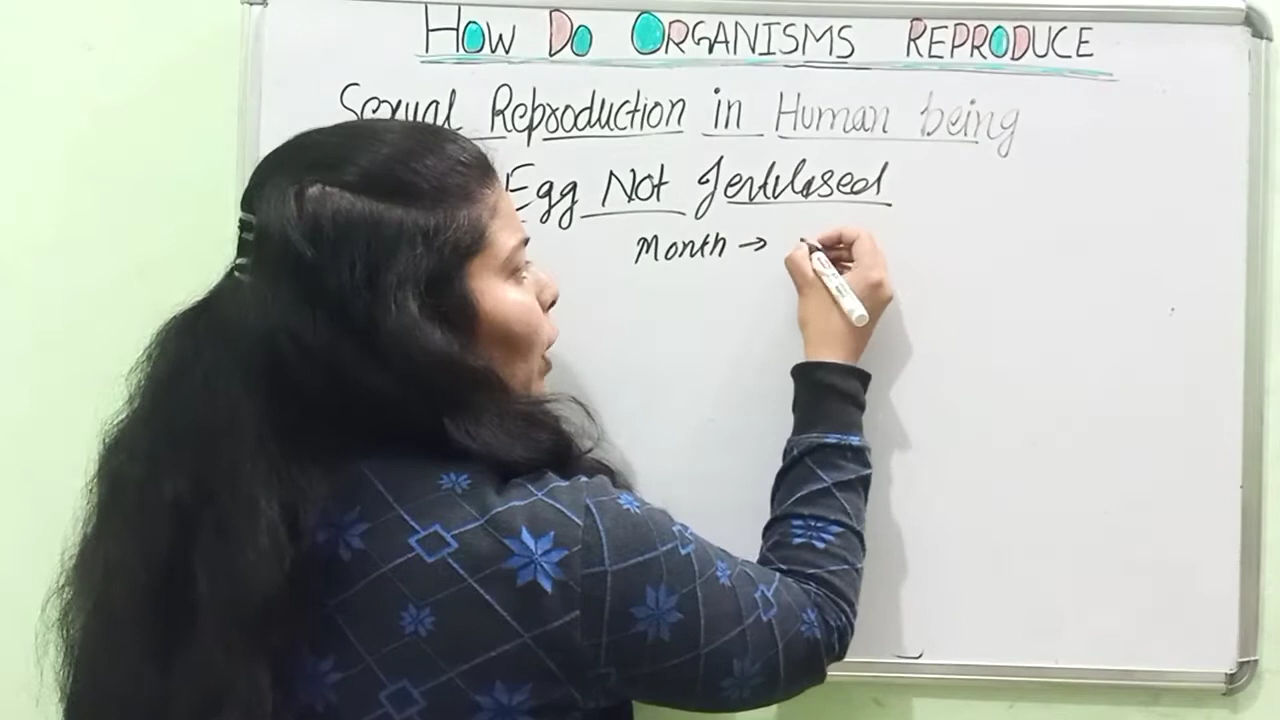 HOW DO ORGANISMS REPRODUCE
Sexual Reproduction in Human being
Egg Not fertilised
Month →